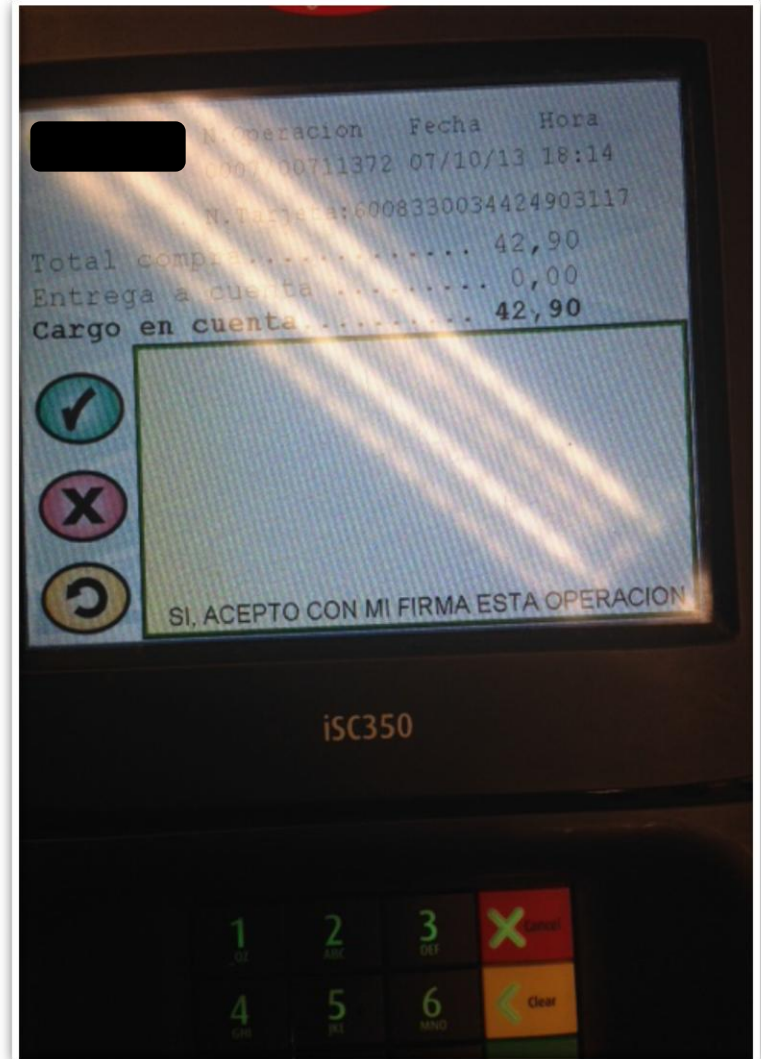 N.Operacion Fecha Hora
0007/00711372 07/10/13 18:14
N.Tarjeta:6008330034424903117
Total compra............. 42,90
Entrega a cuenta ......... 0,00
Cargo en cuenta.......... 42,90
SI, ACEPTO CON MI FIRMA ESTA OPERACION
iSC350
1 2 3 Cancel
QZ ABC DEF
4 5 6 Clear
GHI JKL MNO